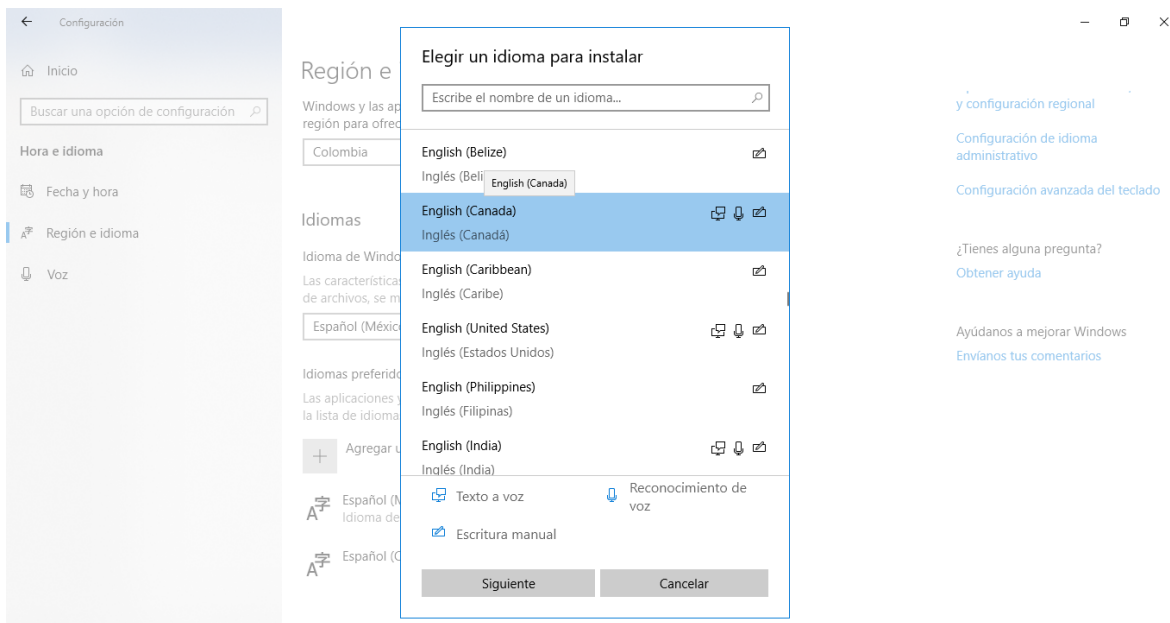 Configuración
Inicio
Buscar una opción de configuración
Hora e idioma
Fecha y hora
Región e idioma
Voz
Región e
Windows y las ap
región para ofrec
Colombia
Idiomas
Idioma de Windo
Las características
de archivos, se m
Español (Méxic
Idiomas preferido
Las aplicaciones y
la lista de idioma
Agregar u
Español (M
Idioma de
Español (C
Elegir un idioma para instalar
Escribe el nombre de un idioma...
English (Belize)
Inglés (Beli
English (Canada)
English (Canada)
Inglés (Canadá)
English (Caribbean)
Inglés (Caribe)
English (United States)
Inglés (Estados Unidos)
English (Philippines)
Inglés (Filipinas)
English (India)
Inglés (India)
Texto a voz
Reconocimiento de
voz
Escritura manual
Siguiente
Cancelar
y configuración regional
Configuración de idioma
administrativo
Configuración avanzada del teclado
¿Tienes alguna pregunta?
Obtener ayuda
Ayúdanos a mejorar Windows
Envíanos tus comentarios